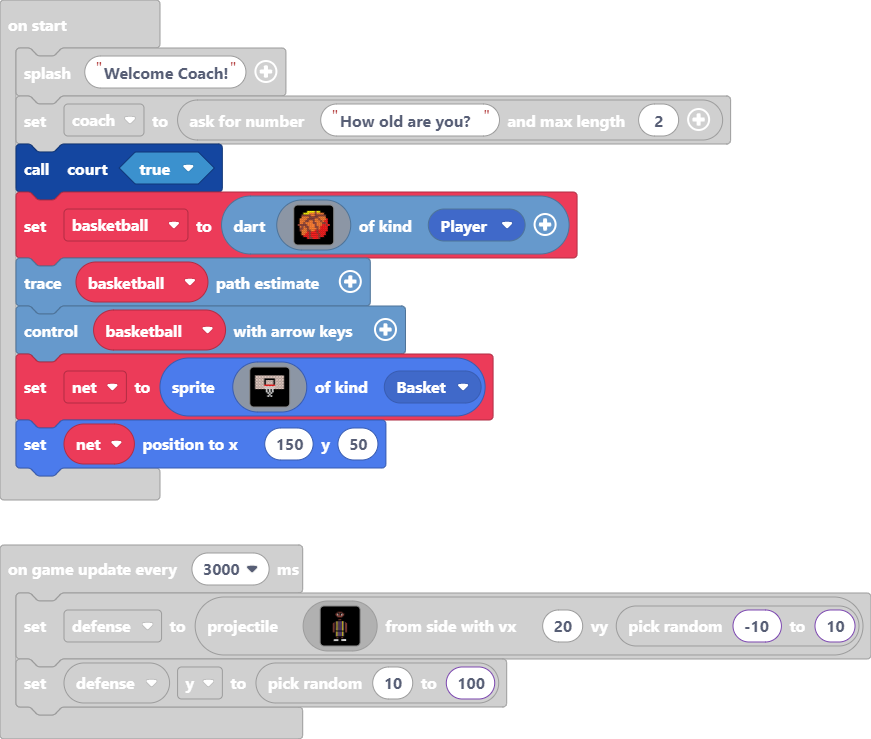 on start
splash "Welcome Coach!"
set coach to ask for number "How old are you? " and max length 2
call court true
set basketball to dart of kind Player
trace basketball path estimate
control basketball with arrow keys
set net to sprite of kind Basket
set net position to x 150 y 50
on game update every 3000 ms
set defense to projectile from side with vx 20 vy pick random -10 to 10
set defense y to pick random 10 to 100